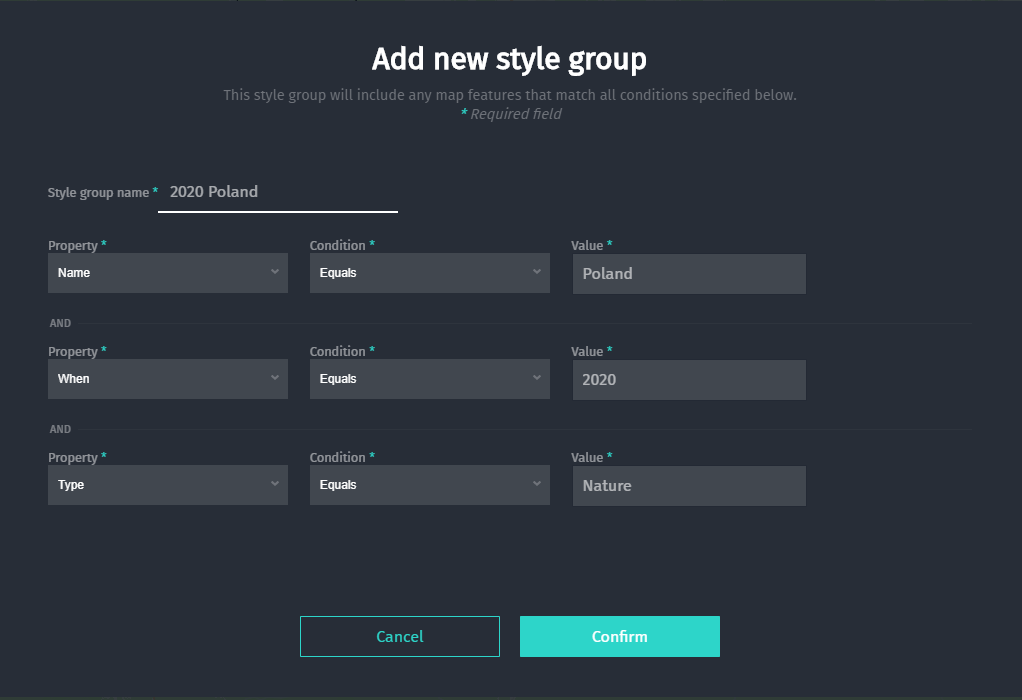 Add new style group
This style group will include any map features that match all conditions specified below.
* Required field
Style group name * 2020 Poland
Property * Condition * Value *
Name Equals Poland
AND
Property * Condition * Value *
When Equals 2020
AND
Property * Condition * Value *
Type Equals Nature
Cancel Confirm